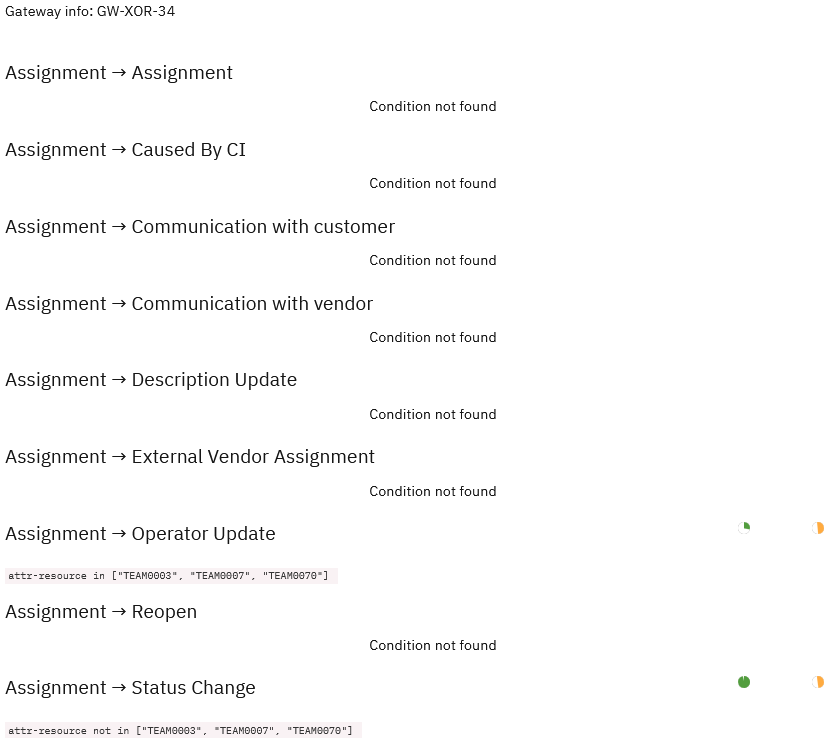 Gateway info: GW-XOR-34
Assignment → Assignment
Condition not found
Assignment → Caused By CI
Condition not found
Assignment → Communication with customer
Condition not found
Assignment → Communication with vendor
Condition not found
Assignment → Description Update
Condition not found
Assignment → External Vendor Assignment
Condition not found
Assignment → Operator Update
attr-resource in ["TEAM0003", "TEAM0007", "TEAM0070"]
Assignment → Reopen
Condition not found
Assignment → Status Change
attr-resource not in ["TEAM0003", "TEAM0007", "TEAM0070"]